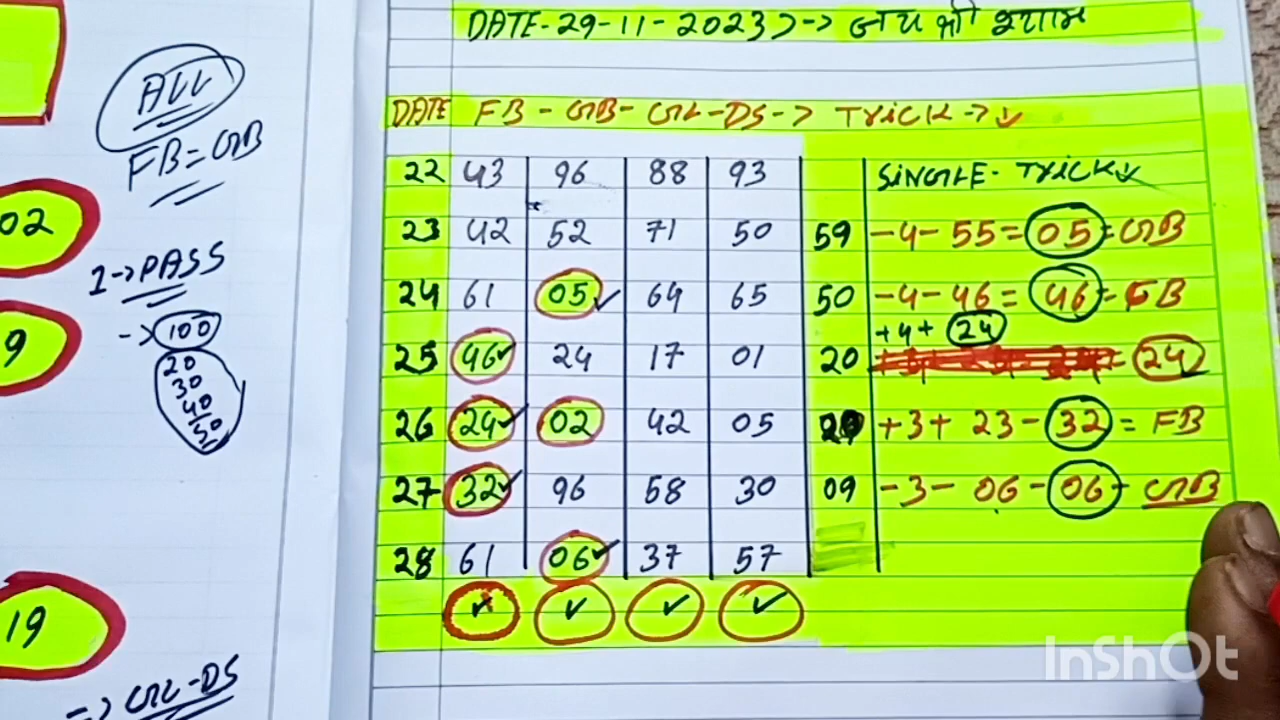 ALL
FB=GB
02
1->PASS
->100
20
30
40
50
9
19
=> GL-DS
DATE-29-11-2023>-> जय श्री श्याम
DATE FB-GB-GL-DS-> TRICK->
22 43 96 88 93 SINGLE-TRICK
23 42 52 71 50 59 -4-55=05=GB
24 61 05 64 65 50 -4-46=46=FB
+4+24
25 46 24 17 01 20 =24
26 24 02 42 05 +3+23-32=FB
27 32 96 58 30 09 -3-06-06-GB
28 61 06 37 57
InShOt